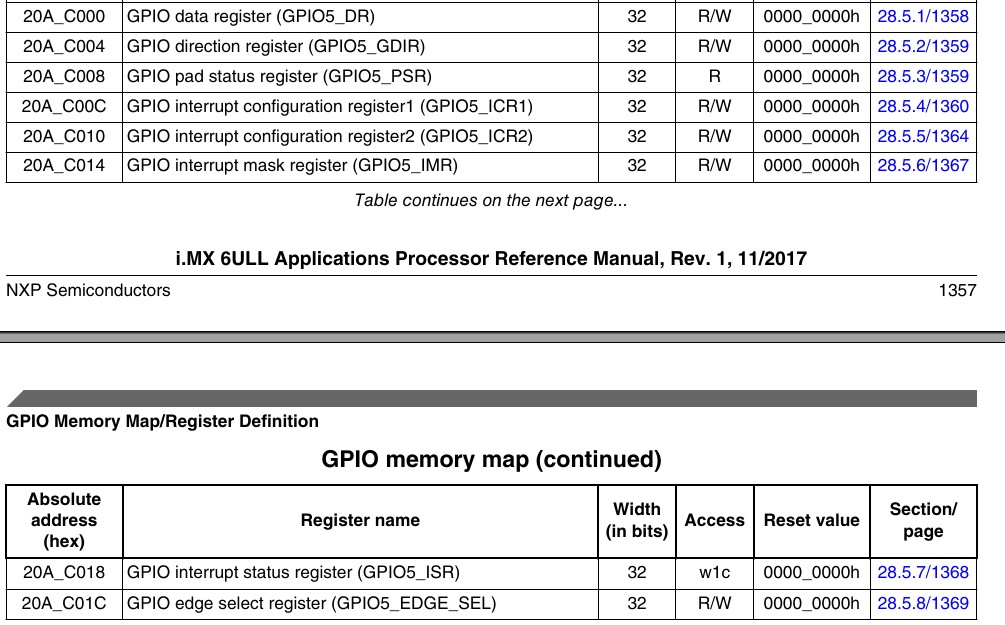 20A_C000 GPIO data register (GPIO5_DR) 32 R/W 0000_0000h 28.5.1/1358
20A_C004 GPIO direction register (GPIO5_GDIR) 32 R/W 0000_0000h 28.5.2/1359
20A_C008 GPIO pad status register (GPIO5_PSR) 32 R 0000_0000h 28.5.3/1359
20A_C00C GPIO interrupt configuration register1 (GPIO5_ICR1) 32 R/W 0000_0000h 28.5.4/1360
20A_C010 GPIO interrupt configuration register2 (GPIO5_ICR2) 32 R/W 0000_0000h 28.5.5/1364
20A_C014 GPIO interrupt mask register (GPIO5_IMR) 32 R/W 0000_0000h 28.5.6/1367
Table continues on the next page...
i.MX 6ULL Applications Processor Reference Manual, Rev. 1, 11/2017
NXP Semiconductors 1357
GPIO Memory Map/Register Definition
GPIO memory map (continued)
Absolute address (hex) Register name Width (in bits) Access Reset value Section/ page
20A_C018 GPIO interrupt status register (GPIO5_ISR) 32 w1c 0000_0000h 28.5.7/1368
20A_C01C GPIO edge select register (GPIO5_EDGE_SEL) 32 R/W 0000_0000h 28.5.8/1369